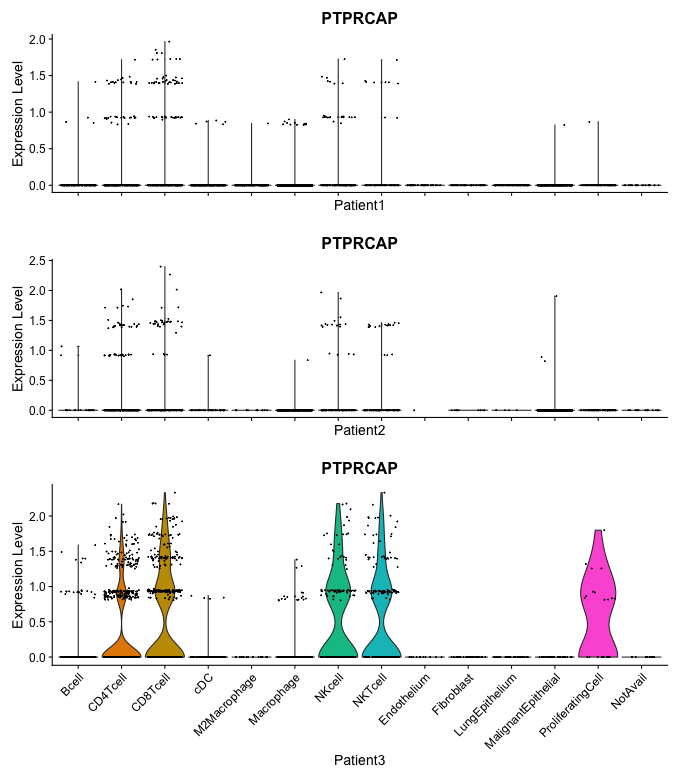 PTPRCAP
2.0
1.5
1.0
0.5
0.0
Expression Level
Patient1
PTPRCAP
2.5
2.0
1.5
1.0
0.5
0.0
Expression Level
Patient2
PTPRCAP
2.0
1.5
1.0
0.5
0.0
Expression Level
Bcell
CD4Tcell
CD8Tcell
cDC
M2Macrophage
Macrophage
NKcell
NKTcell
Endothelium
Fibroblast
LungEpithelium
MalignantEpithelial
ProliferatingCell
NotAvail
Patient3